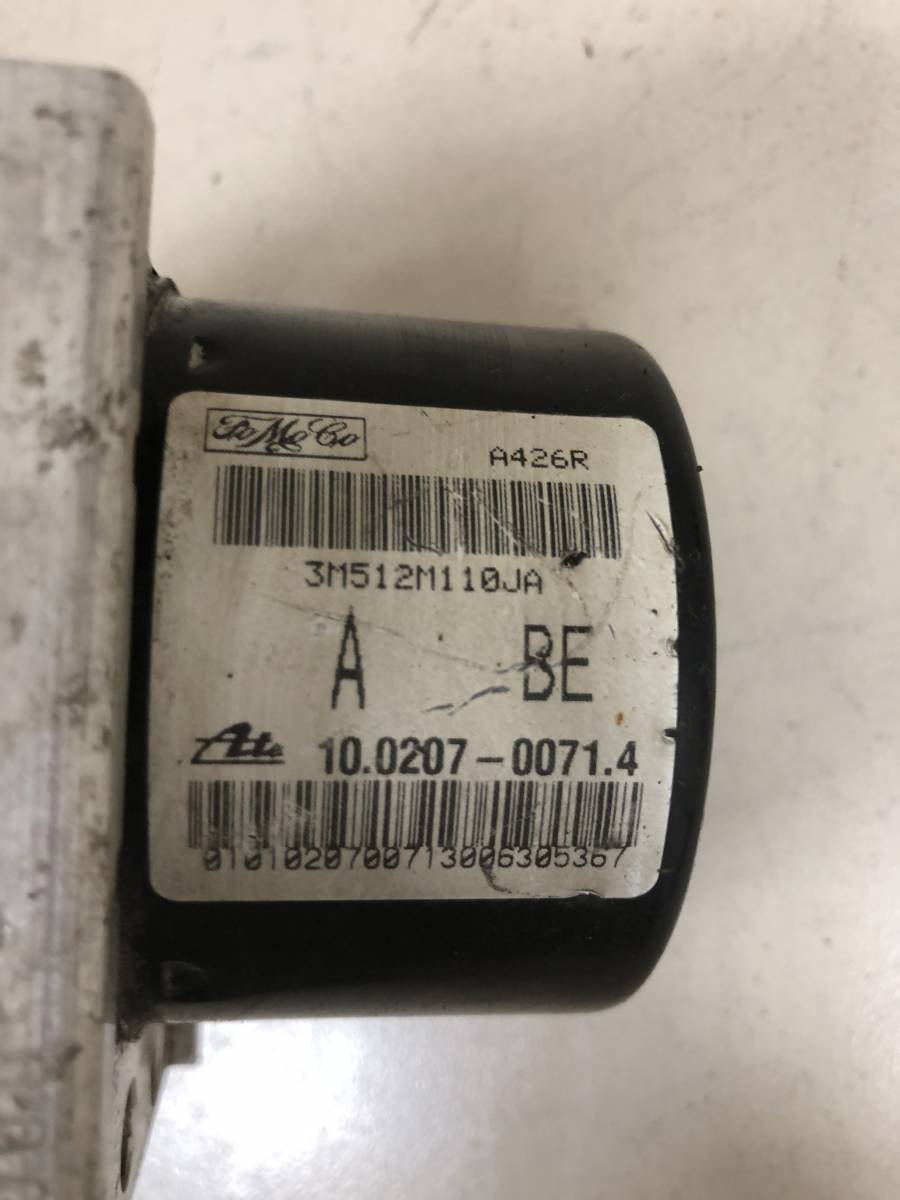 FoMoCo
A426R
3M512M110JA
A BE
Ate 10.0207-0071.4
0101020700713006305367